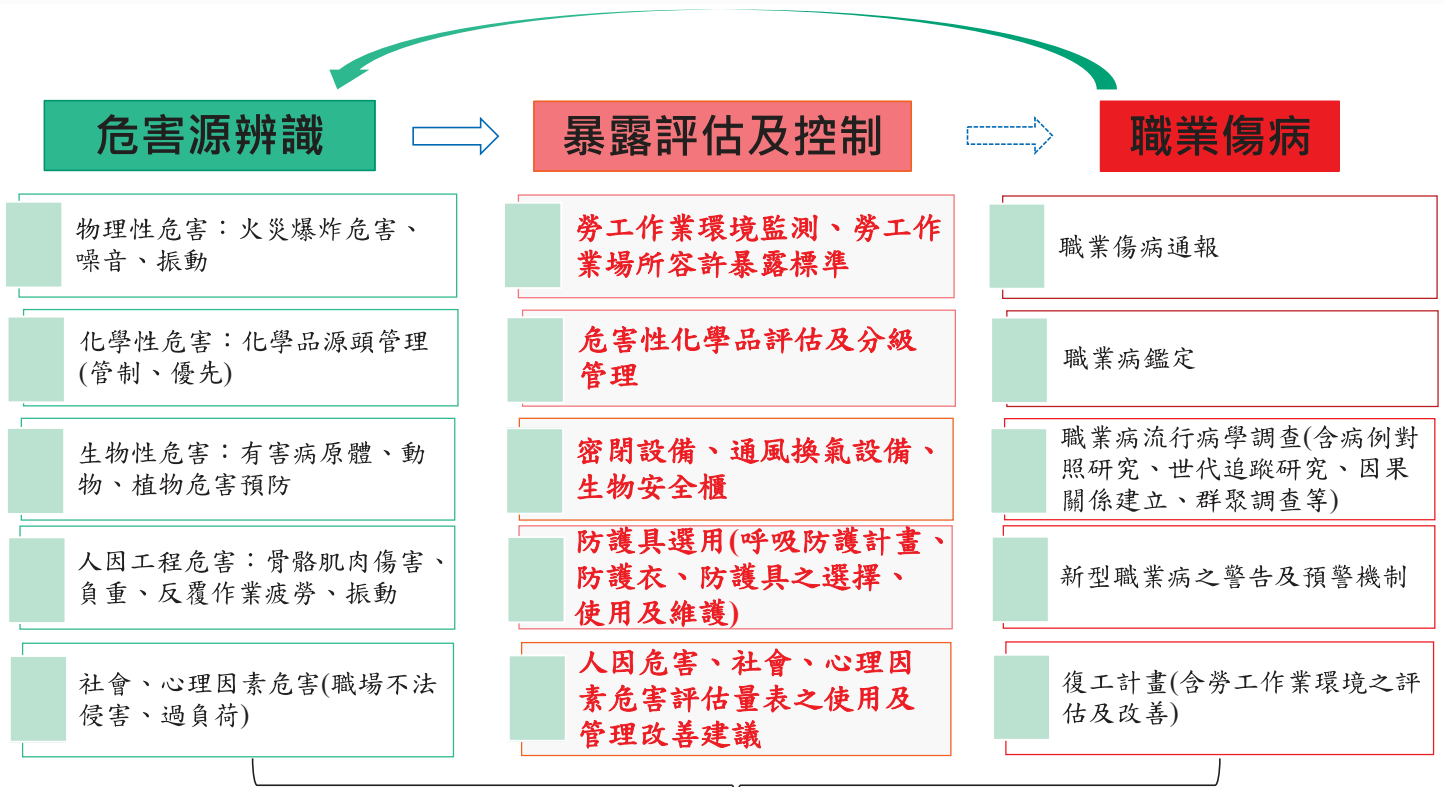 危害源辨識
暴露評估及控制
職業傷病
物理性危害：火災爆炸危害、
噪音、振動
化學性危害：化學品源頭管理
(管制、優先)
生物性危害：有害病原體、動
物、植物危害預防
人因工程危害：骨骼肌肉傷害、
負重、反覆作業疲勞、振動
社會、心理因素危害(職場不法
侵害、過負荷)
勞工作業環境監測、勞工作
業場所容許暴露標準
危害性化學品評估及分級
管理
密閉設備、通風換氣設備、
生物安全櫃
防護具選用(呼吸防護計畫、
防護衣、防護具之選擇、
使用及維護)
人因危害、社會、心理因
素危害評估量表之使用及
管理改善建議
職業傷病通報
職業病鑑定
職業病流行病學調查(含病例對
照研究、世代追蹤研究、因果
關係建立、群聚調查等)
新型職業病之警告及預警機制
復工計畫(含勞工作業環境之評
估及改善)